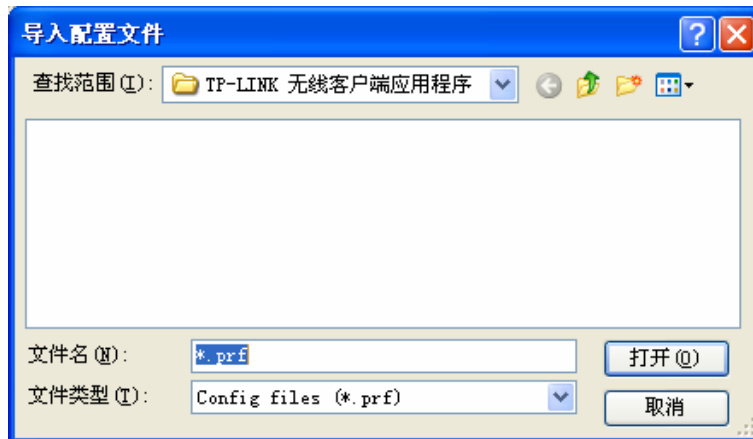 导入配置文件
查找范围(I): TP-LINK 无线客户端应用程序
文件名(N): *.prf 打开(O)
文件类型(T): Config files (*.prf) 取消